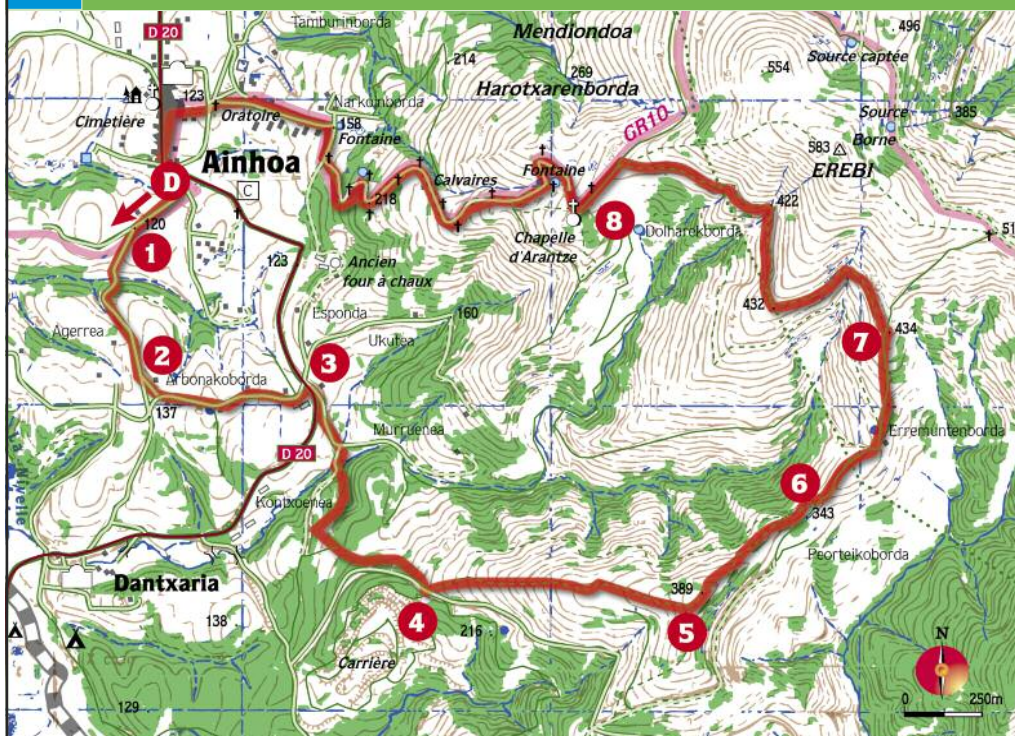 D 20
Tamburinborda
Mendiondoa
496
214
554
Source captée
269
Harotxarenborda
123
Cimetière
Oratoire
Narkonborda
158
GR10
Source
385
Borne
Fontaine
583
EREBI
Ainhoa
Calvaires
Fontaine
D
C
218
422
120
8
1
Chapelle
d'Arantze
Dolharekborda
51
123
Ancien
four à chaux
Esponda
160
432
434
Agerrea
2
Ukutea
7
3
Arbonakoborda
137
Murruenea
Erremuntenborda
D 20
a Nivelle
6
Kontxoenea
343
Peorteikoborda
Dantxaria
389
138
4
216
5
Carrière
N
129
0
250m